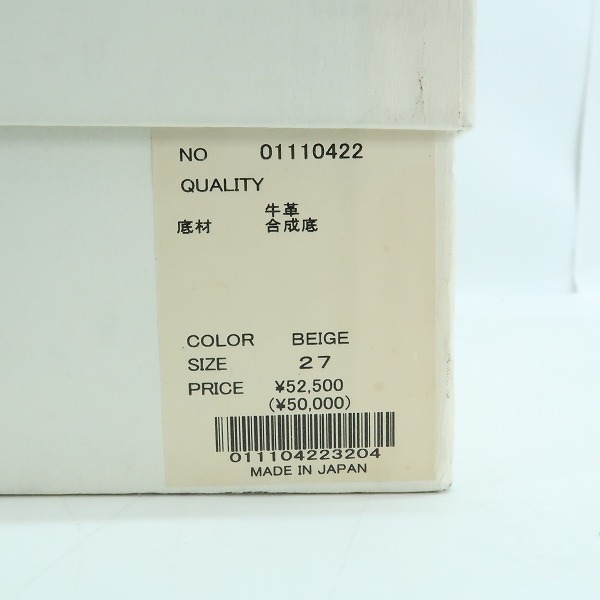 NO 01110422
QUALITY
牛革
底材 合成底
COLOR BEIGE
SIZE 27
PRICE ¥52,500
(¥50,000)
011104223204
MADE IN JAPAN